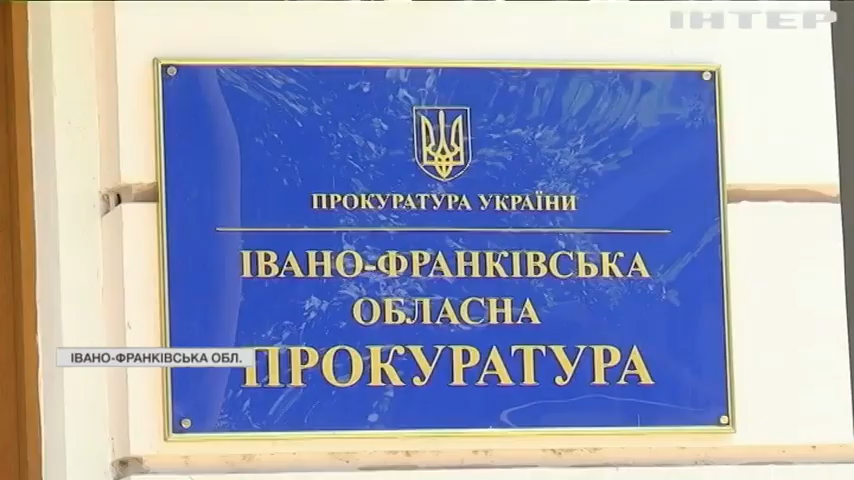 ІНТЕР
ПРОКУРАТУРА УКРАЇНИ
ІВАНО-ФРАНКІВСЬКА
ОБЛАСНА
ПРОКУРАТУРА
ІВАНО-ФРАНКІВСЬКА ОБЛ.